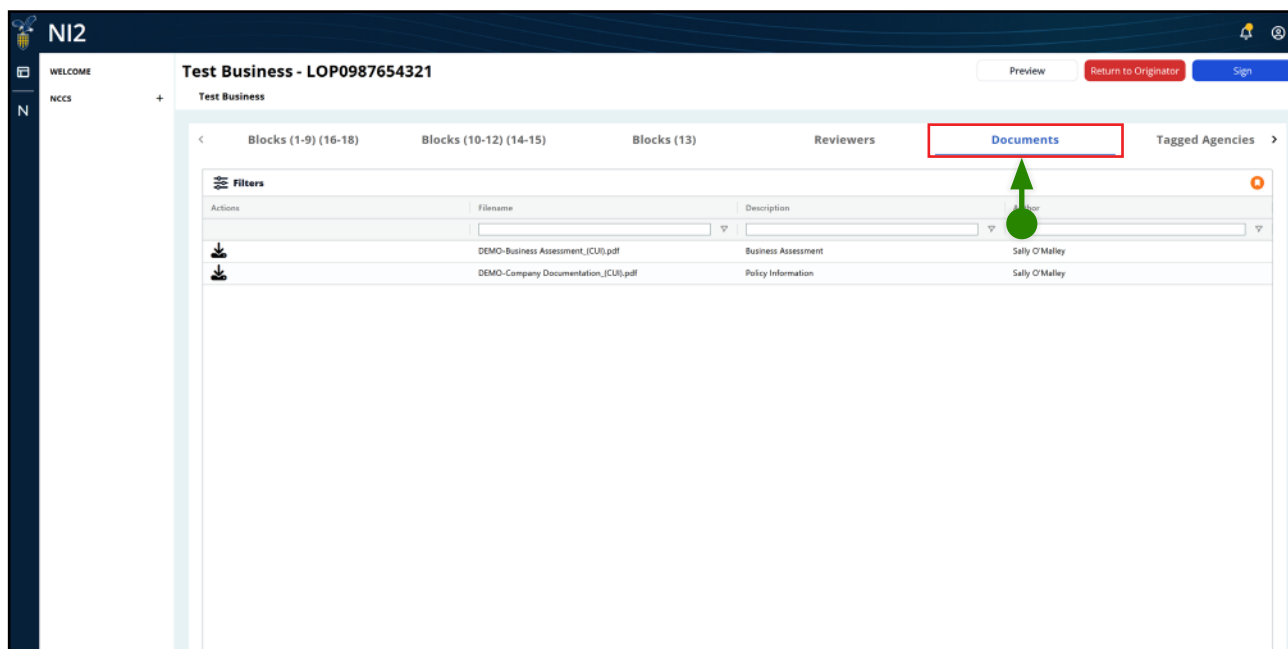 NI2
WELCOME
NCCS +
N
Test Business - LOP0987654321
Preview Return to Originator Sign
Test Business
Blocks (1-9) (16-18) Blocks (10-12) (14-15) Blocks (13) Reviewers Documents Tagged Agencies
Filters
Actions Filename Description
DEMO-Business Assessment_(CUI).pdf Business Assessment Sally O'Malley
DEMO-Company Documentation_(CUI).pdf Policy Information Sally O'Malley